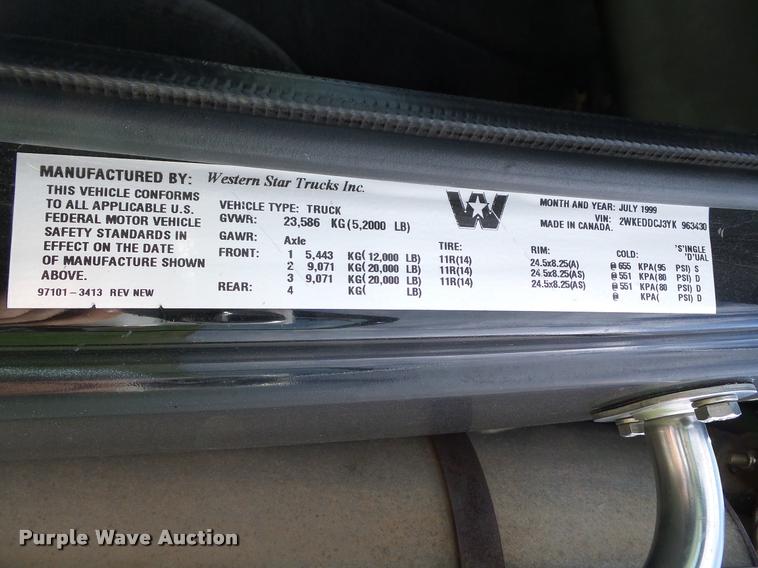 MANUFACTURED BY: Western Star Trucks Inc.
THIS VEHICLE CONFORMS
TO ALL APPLICABLE U.S.
FEDERAL MOTOR VEHICLE
SAFETY STANDARDS IN
EFFECT ON THE DATE
OF MANUFACTURE SHOWN
ABOVE.
97101-3413 REV NEW
VEHICLE TYPE: TRUCK
GVWR: 23,586 KG(5,2000 LB)
GAWR: Axle TIRE: RIM: COLD: 'S'INGLE
'D'UAL
FRONT: 1 5,443 KG( 12,000 LB) 11R(14) 24.5x8.25(A) @ 655 KPA(95 PSI) S
2 9,071 KG( 20,000 LB) 11R(14) 24.5x8.25(AS) @ 551 KPA(80 PSI) D
3 9,071 KG( 20,000 LB) 11R(14) 24.5x8.25(AS) @ 551 KPA(80 PSI) D
REAR: 4 KG( LB) @ KPA( PSI) D
W
MONTH AND YEAR: JULY 1999
VIN: 2WKEDDCJ3YK 963430
MADE IN CANADA.
Purple Wave Auction